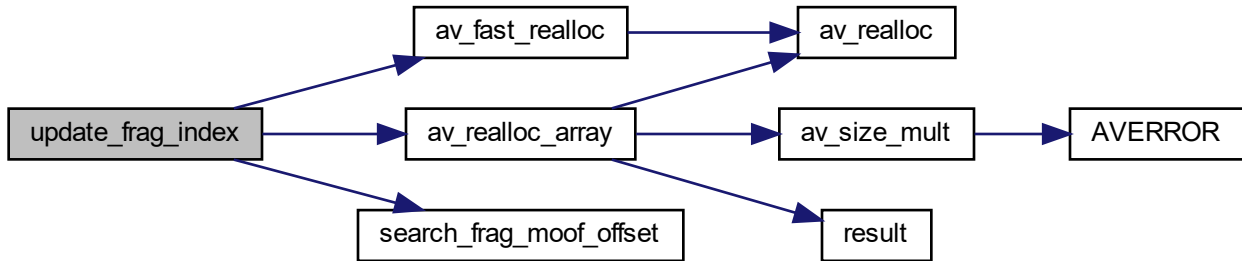 update_frag_index
av_fast_realloc
av_realloc_array
search_frag_moof_offset
av_realloc
av_size_mult
result
AVERROR